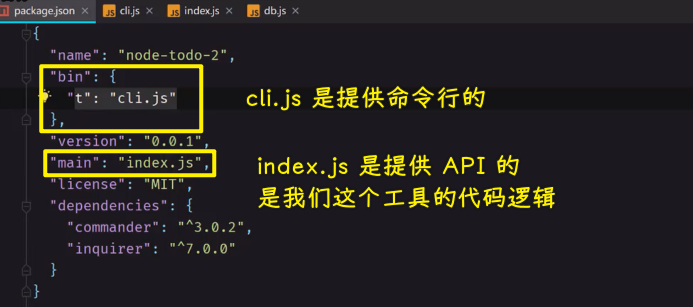 package.json × cli.js × index.js × db.js ×
{
"name": "node-todo-2",
"bin": {
"t": "cli.js"
cli.js 是提供命令行的
},
"version": "0.0.1",
"main": "index.js",
index.js 是提供 API 的
"license": "MIT",
是我们这个工具的代码逻辑
"dependencies": {
"commander": "^3.0.2",
"inquirer": "^7.0.0"
}
}